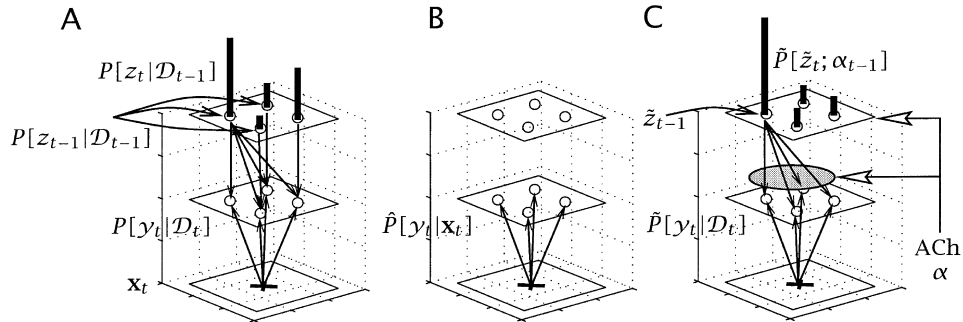 A
P[z_t|𝒟_{t−1}]
P[z_{t−1}|𝒟_{t−1}]
P[y_t|𝒟_t]
x_t
B
P̂[y_t|x_t]
C
P̃[z̃_t; α_{t−1}]
z̃_{t−1}
P̃[y_t|𝒟_t]
ACh
α